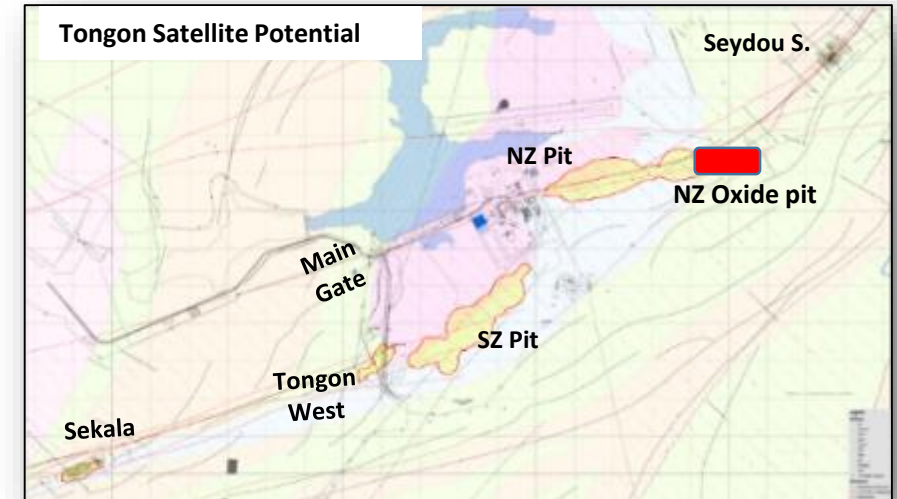 Tongon Satellite Potential
Seydou S.
NZ Pit
NZ Oxide pit
Main
Gate
SZ Pit
Tongon
West
Sekala